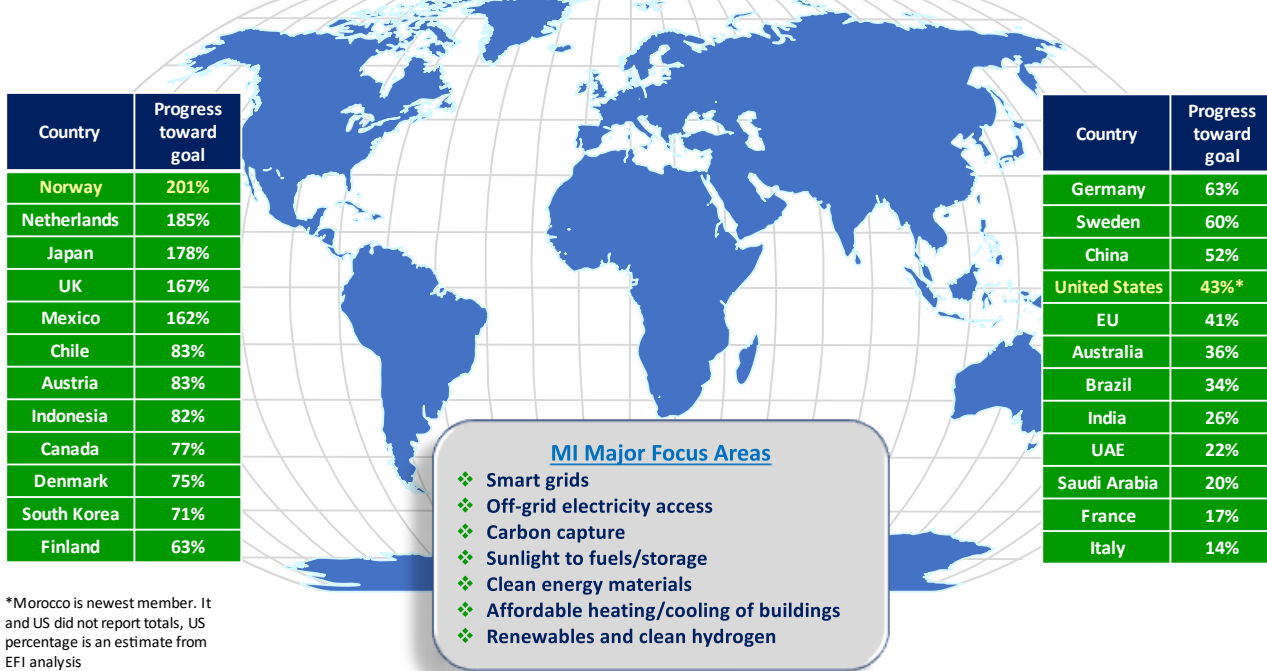 Country Progress toward goal
Norway 201%
Netherlands 185%
Japan 178%
UK 167%
Mexico 162%
Chile 83%
Austria 83%
Indonesia 82%
Canada 77%
Denmark 75%
South Korea 71%
Finland 63%
*Morocco is newest member. It
and US did not report totals, US
percentage is an estimate from
EFI analysis
MI Major Focus Areas
❖ Smart grids
❖ Off-grid electricity access
❖ Carbon capture
❖ Sunlight to fuels/storage
❖ Clean energy materials
❖ Affordable heating/cooling of buildings
❖ Renewables and clean hydrogen
Country Progress toward goal
Germany 63%
Sweden 60%
China 52%
United States 43%*
EU 41%
Australia 36%
Brazil 34%
India 26%
UAE 22%
Saudi Arabia 20%
France 17%
Italy 14%